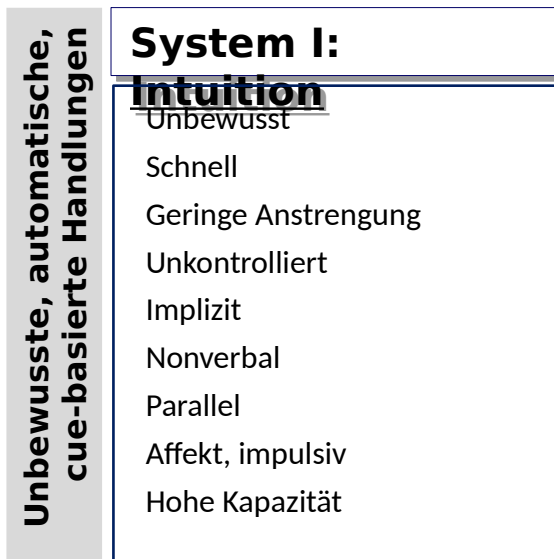 Unbewusste, automatische,
cue-basierte Handlungen
System I:
Intuition
Unbewusst
Schnell
Geringe Anstrengung
Unkontrolliert
Implizit
Nonverbal
Parallel
Affekt, impulsiv
Hohe Kapazität